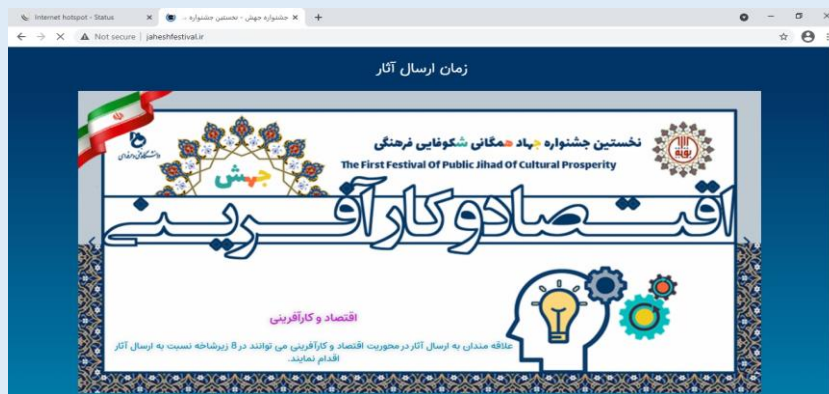 Internet hotspot - Status
جشنواره جهش - نخستین جشنواره ..
Not secure | jaheshfestival.ir
زمان ارسال آثار
نخستین جشنواره جهاد همگانی شکوفایی فرهنگی
The First Festival Of Public Jihad Of Cultural Prosperity
جهش
اقتصاد و کارآفرینی
اقتصاد و کارآفرینی
علاقه مندان به ارسال آثار در محوریت اقتصاد و کارآفرینی می توانند در 8 زیرشاخه نسبت به ارسال آثار
اقدام نمایند.